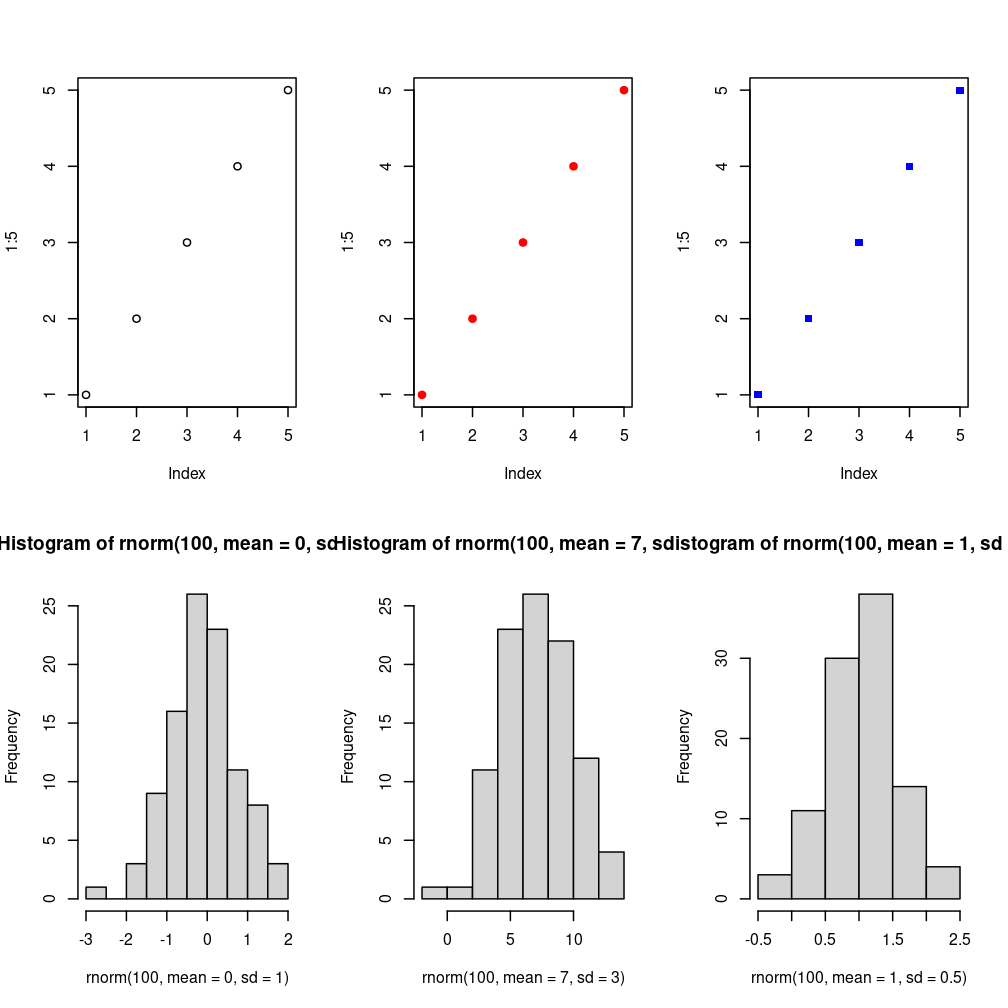 5
4
3
2
1
1:5
1 2 3 4 5
Index
5
4
3
2
1
1:5
1 2 3 4 5
Index
5
4
3
2
1
1:5
1 2 3 4 5
Index
Histogram of rnorm(100, mean = 0, sd
Histogram of rnorm(100, mean = 7, sd
istogram of rnorm(100, mean = 1, sd
25
20
15
10
5
0
Frequency
-3 -2 -1 0 1 2
rnorm(100, mean = 0, sd = 1)
25
20
15
10
5
0
Frequency
0 5 10
rnorm(100, mean = 7, sd = 3)
30
20
10
0
Frequency
-0.5 0.5 1.5 2.5
rnorm(100, mean = 1, sd = 0.5)